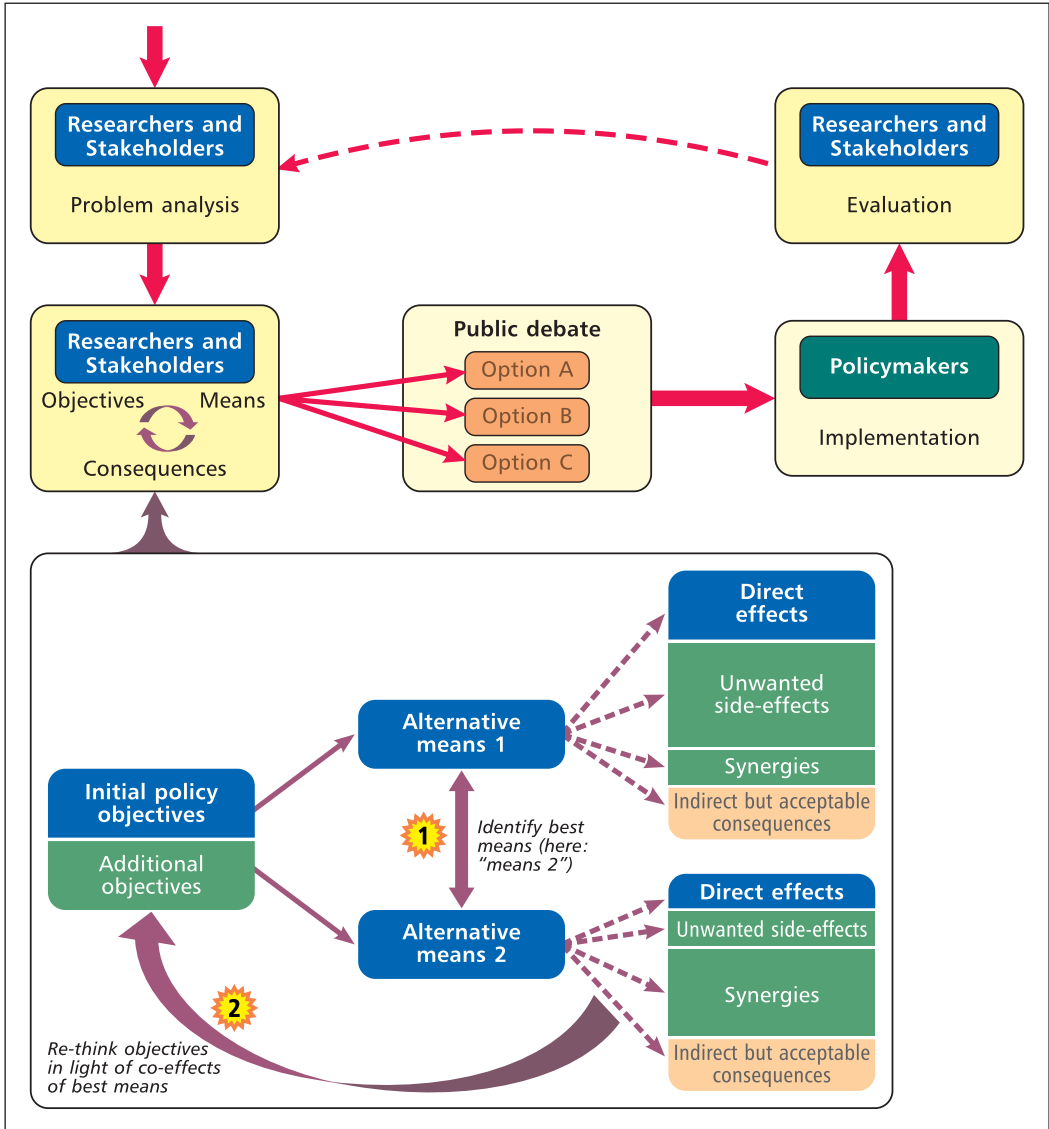 Researchers and
Stakeholders
Problem analysis
Researchers and
Stakeholders
Evaluation
Researchers and
Stakeholders
Objectives
Means
Consequences
Public debate
Option A
Option B
Option C
Policymakers
Implementation
Direct
effects
Unwanted
side-effects
Synergies
Indirect but acceptable
consequences
Alternative
means 1
Initial policy
objectives
Additional
objectives
1
Identify best
means (here:
“means 2”)
Alternative
means 2
Direct effects
Unwanted side-effects
Synergies
Indirect but acceptable
consequences
2
Re-think objectives
in light of co-effects
of best means